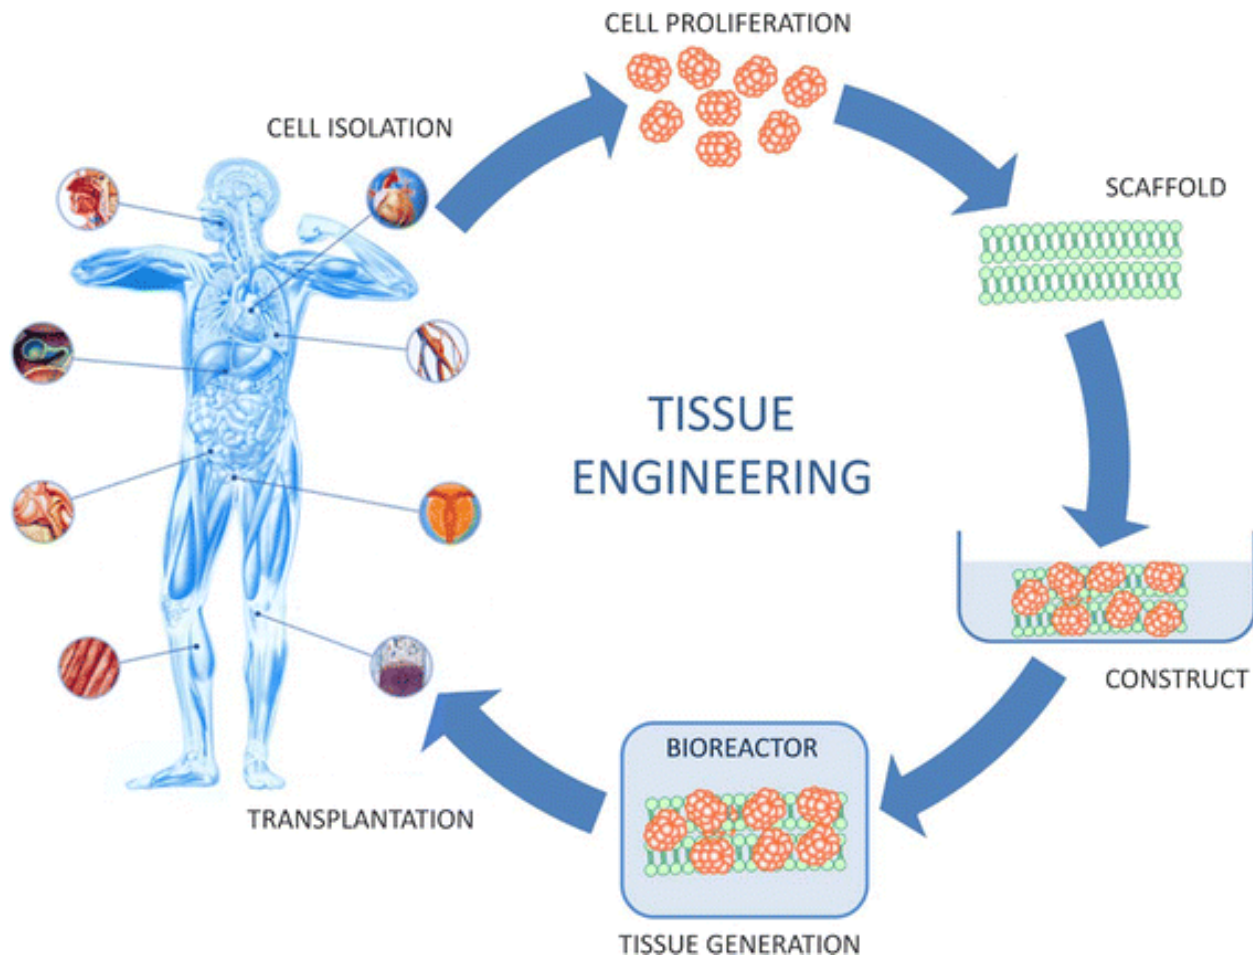 CELL PROLIFERATION
CELL ISOLATION
SCAFFOLD
TISSUE
ENGINEERING
CONSTRUCT
BIOREACTOR
TRANSPLANTATION
TISSUE GENERATION